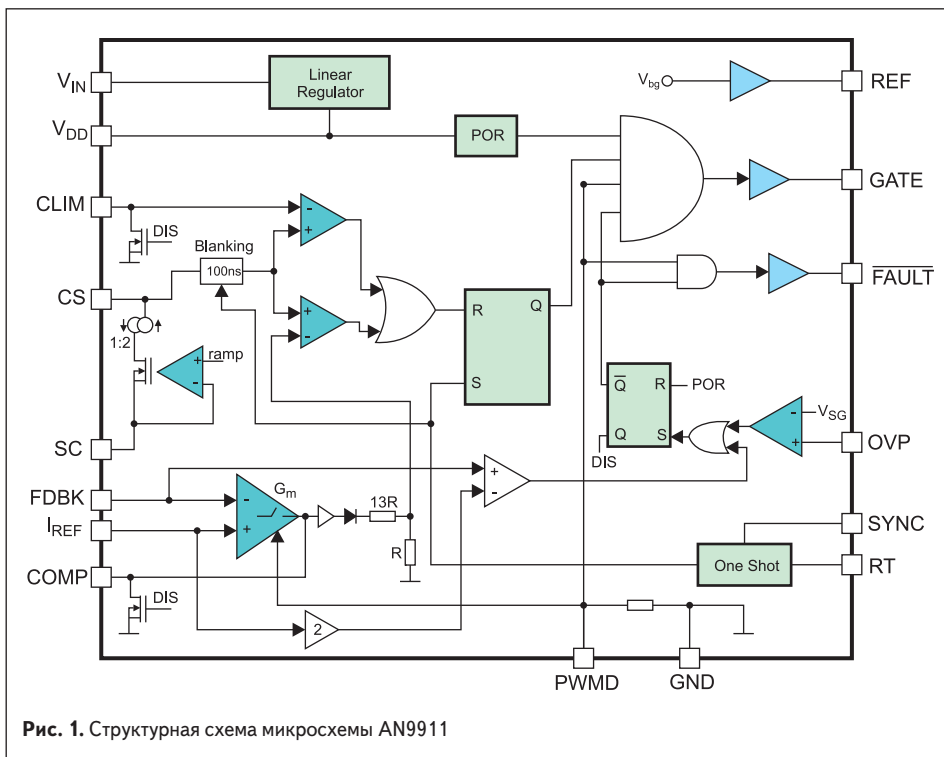 V_IN
Linear
Regulator
V_bg
REF
V_DD
POR
GATE
CLIM
-
+
DIS
Blanking
100ns
FAULT
CS
+
-
R
Q
1:2
S
+
ramp
-
Q
R
POR
-
V_SG
Q
S
+
OVP
SC
DIS
FDBK
G_m
-
+
-
13R
I_REF
+
SYNC
R
One Shot
RT
COMP
DIS
2
PWMD
GND
Рис. 1. Структурная схема микросхемы AN9911